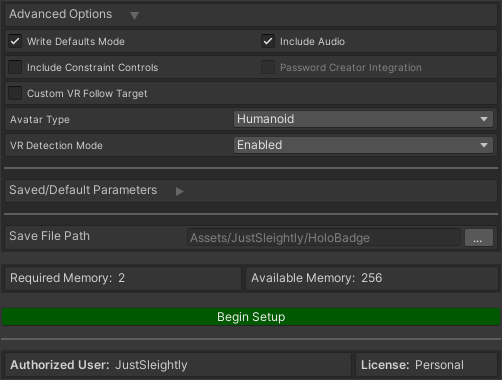 Advanced Options
Write Defaults Mode Include Audio
Include Constraint Controls Password Creator Integration
Custom VR Follow Target
Avatar Type Humanoid
VR Detection Mode Enabled
Saved/Default Parameters
Save File Path Assets/JustSleightly/HoloBadge ...
Required Memory: 2 Available Memory: 256
Begin Setup
Authorized User: JustSleightly License: Personal